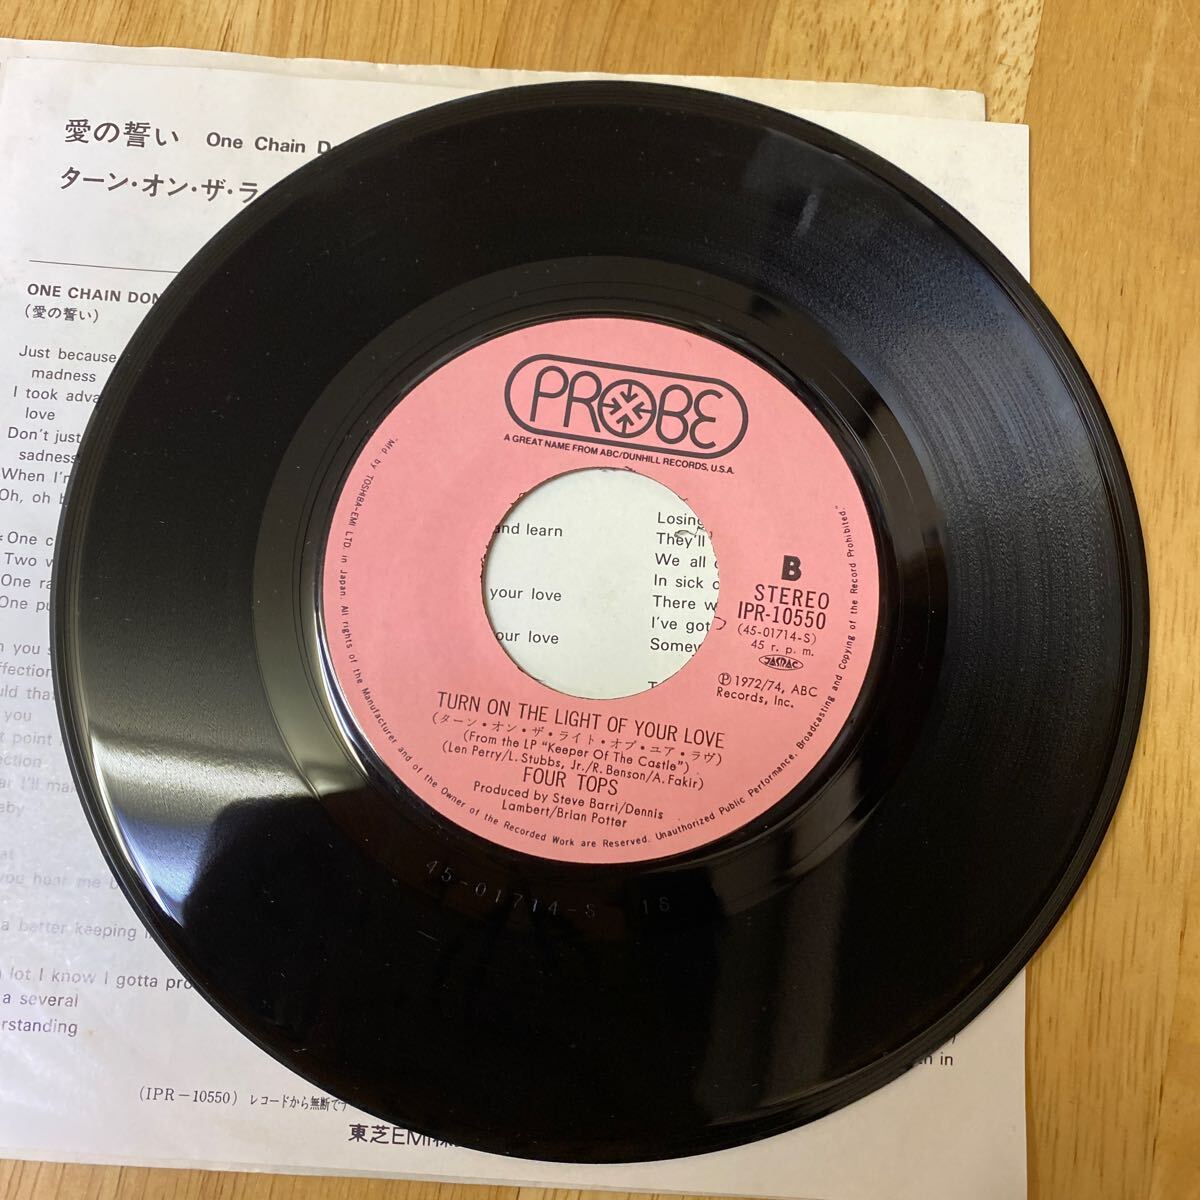 愛の誓い One Chain D
ターン・オン・ザ・ラ
ONE CHAIN DON
(愛の誓い)
Just because
madness
I took adva
love
Don't just
sadness
When I'm
Oh, oh b
One c
Two w
One ra
One pu
you s
ffection
uld tha
you
t point
ection
ar I'll mak
eby
at
you hear me
a better keeping
lot I know I gotta pro
a several
erstanding
(IPR-10550) レコードから無断でテ
東芝EMI株
PROBE
A GREAT NAME FROM ABC/DUNHILL RECORDS, U.S.A.
and learn
your love
our love
Losing
They'll
We all
In sick
There w
I've got
Somey
B
STEREO
IPR-10550
(45-01714-S)
45 r. p. m.
JASRAC
Ⓟ 1972/74, ABC
Records, Inc.
TURN ON THE LIGHT OF YOUR LOVE
(ターン・オン・ザ・ライト・オブ・ユア・ラヴ)
(From the LP "Keeper Of The Castle")
(Len Perry/L. Stubbs, Jr./R. Benson/A. Fakir)
FOUR TOPS
Produced by Steve Barri/Dennis
Lambert/Brian Potter
"Mfd. by TOSHIBA-EMI LTD. in Japan. All rights of the Manufacturer and of the Owner of the Recorded Work are Reserved. Unauthorized Public Performance, Broadcasting and Copying of the Record Prohibited."
45-01714-S 1S
in